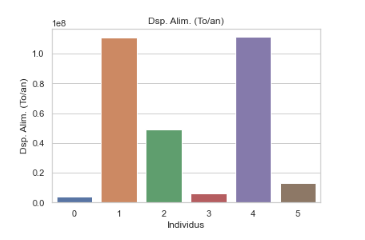 Dsp. Alim. (To/an)
1e8
1.0
0.8
0.6
0.4
0.2
0.0
Dsp. Alim. (To/an)
0 1 2 3 4 5
Individus